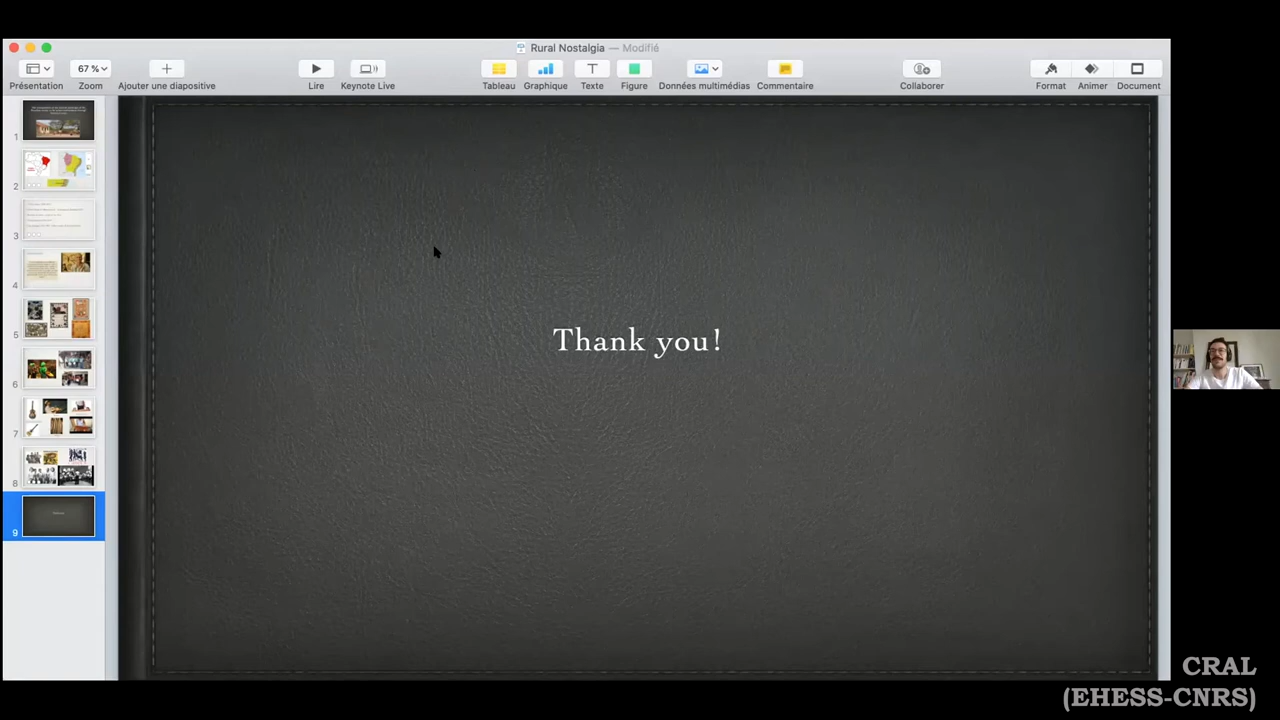 Rural Nostalgia — Modifié
67 %
Présentation Zoom Ajouter une diapositive Lire Keynote Live Tableau Graphique Texte Figure Données multimédias Commentaire Collaborer Format Animer Document
1
2
3
4
5
6
7
8
9
Thank you!
CRAL
(EHESS-CNRS)